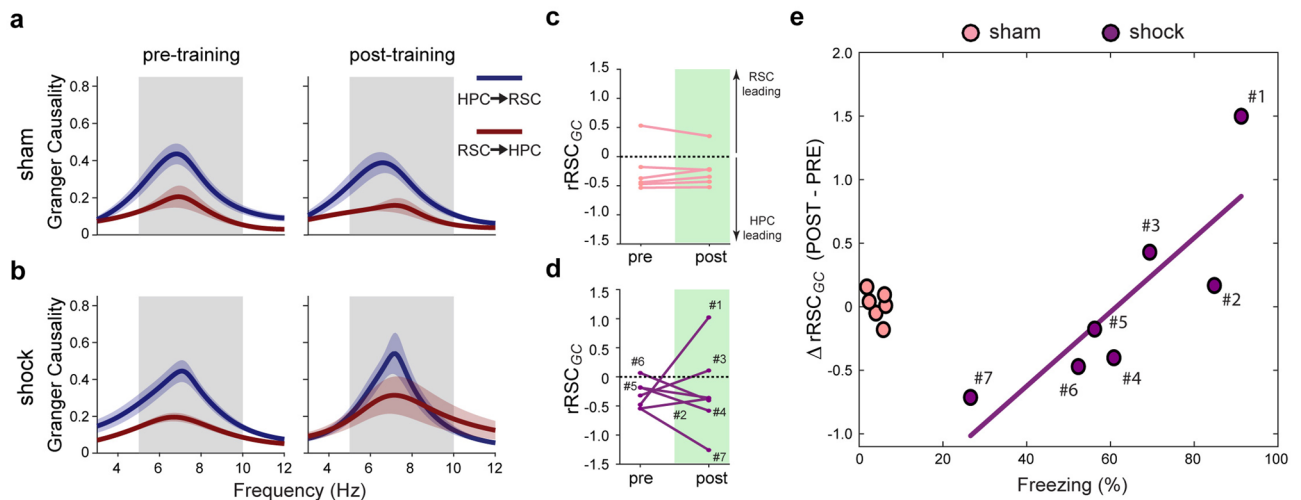 a
pre-training
post-training
sham
Granger Causality
0.8
0.6
0.4
0.2
0
HPC→RSC
RSC→HPC
b
shock
Granger Causality
0.8
0.6
0.4
0.2
0
4 6 8 10 12
4 6 8 10 12
Frequency (Hz)
c
rRSC_GC
1.5
1.0
0.5
0
-0.5
-1.0
-1.5
RSC
leading
HPC
leading
pre post
d
rRSC_GC
1.5
1.0
0.5
0
-0.5
-1.0
-1.5
#1
#6
#3
#5
#2
#4
#7
pre post
e
sham shock
Δ rRSC_GC (POST - PRE)
2.0
1.5
1.0
0.5
0
-0.5
-1.0
#1
#3
#2
#5
#4
#6
#7
0 20 40 60 80 100
Freezing (%)